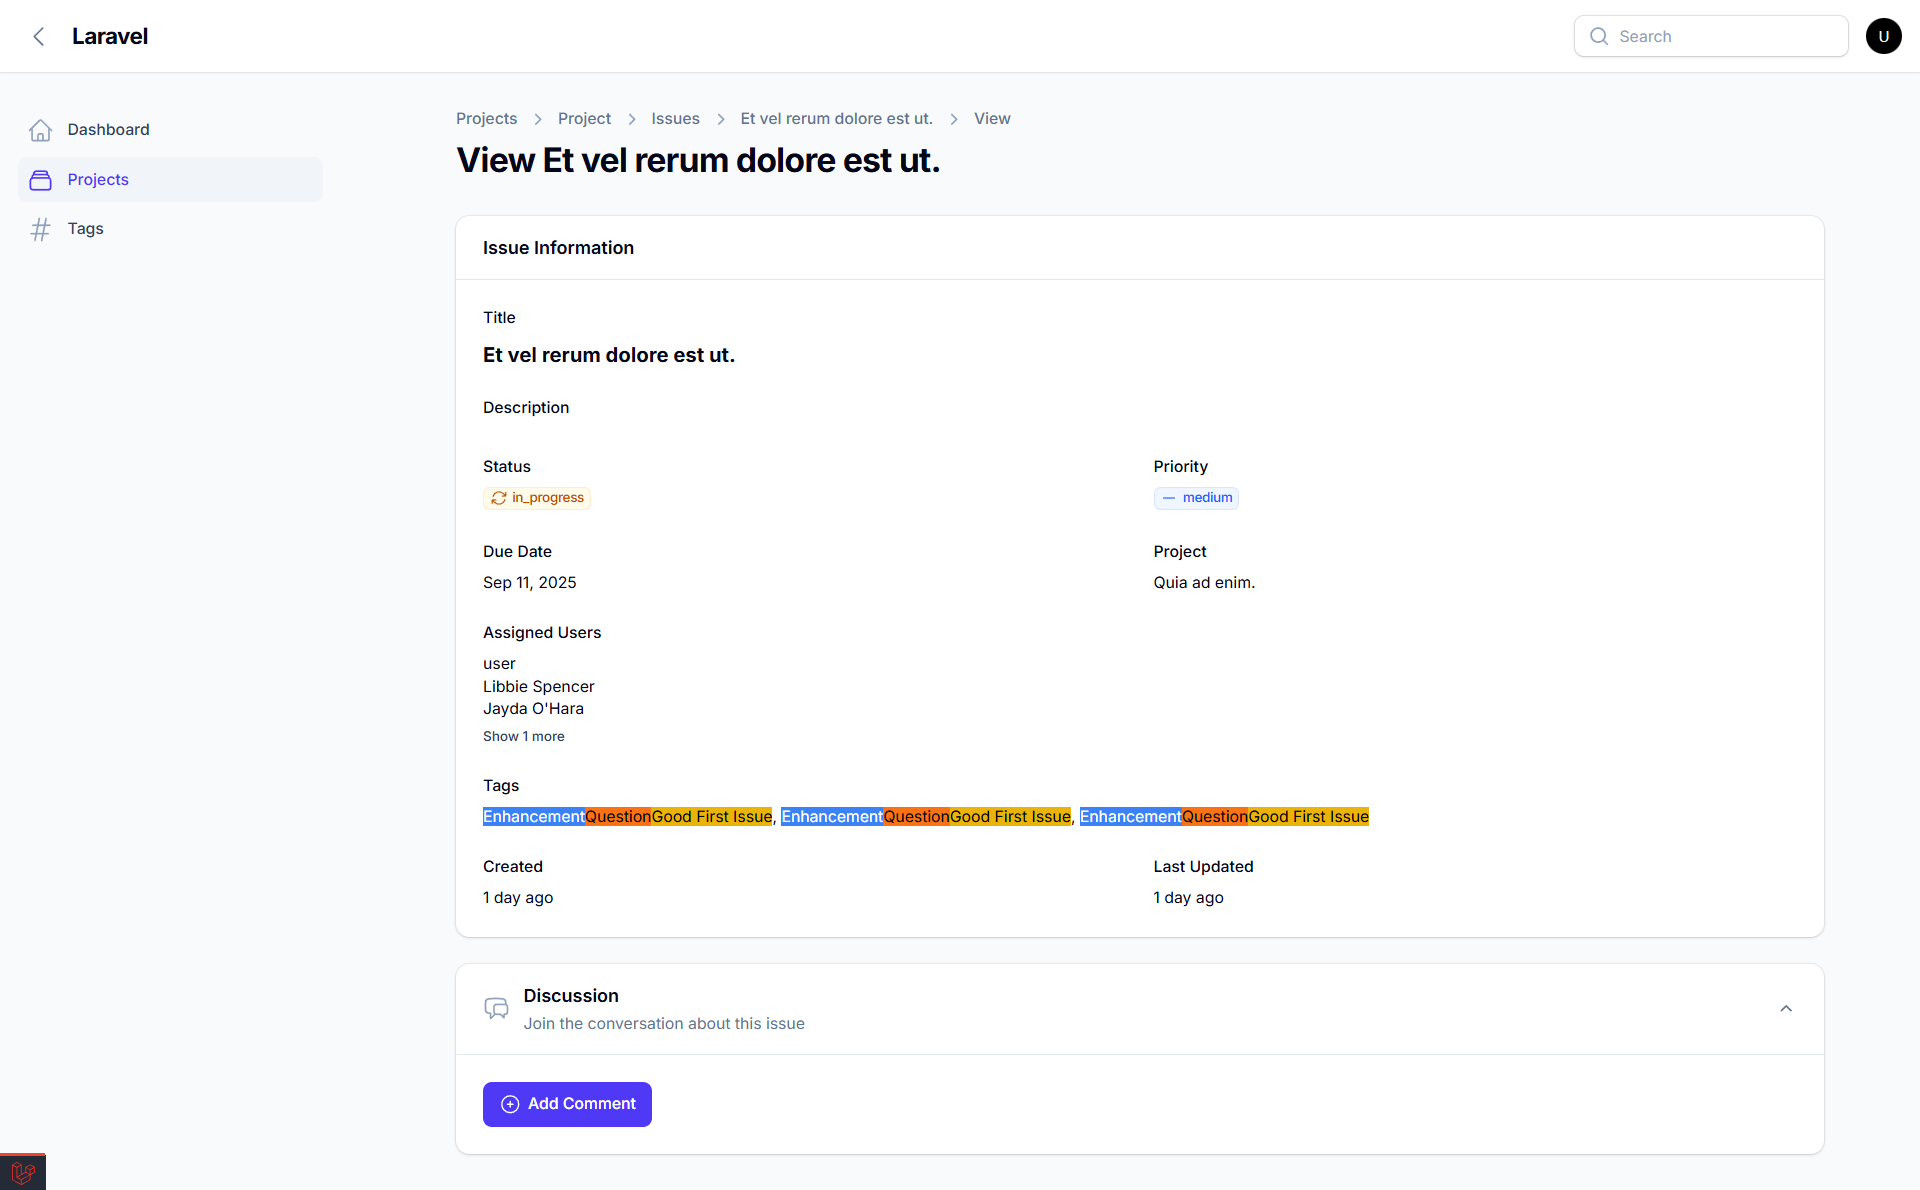 Laravel
Search
U
Dashboard
Projects
Tags
Projects > Project > Issues > Et vel rerum dolore est ut. > View
View Et vel rerum dolore est ut.
Issue Information
Title
Et vel rerum dolore est ut.
Description
Status
Priority
in_progress
medium
Due Date
Project
Sep 11, 2025
Quia ad enim.
Assigned Users
user
Libbie Spencer
Jayda O'Hara
Show 1 more
Tags
EnhancementQuestionGood First Issue, EnhancementQuestionGood First Issue, EnhancementQuestionGood First Issue
Created
Last Updated
1 day ago
1 day ago
Discussion
Join the conversation about this issue
Add Comment